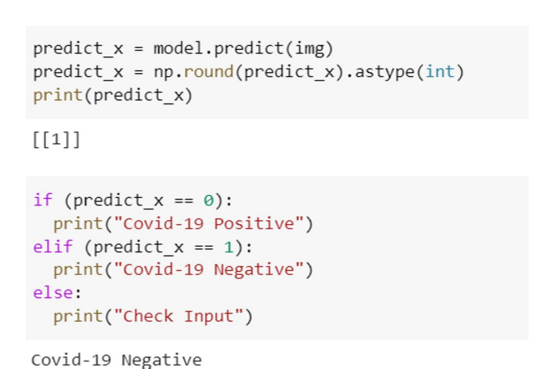 predict_x = model.predict(img)
predict_x = np.round(predict_x).astype(int)
print(predict_x)
[[1]]
if (predict_x == 0):
  print("Covid-19 Positive")
elif (predict_x == 1):
  print("Covid-19 Negative")
else:
  print("Check Input")
Covid-19 Negative